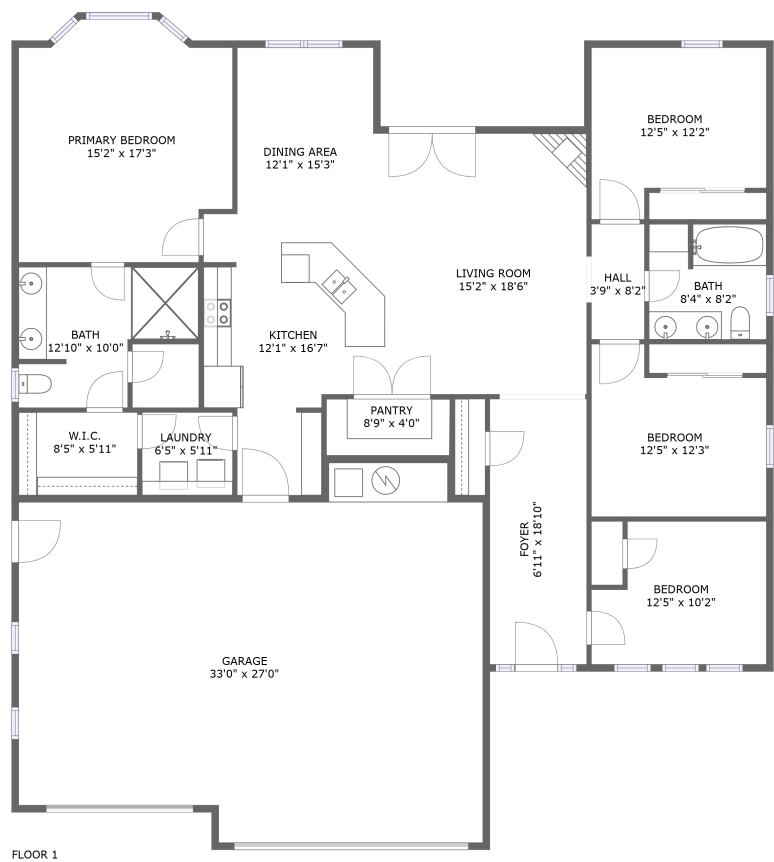 PRIMARY BEDROOM
15'2" x 17'3"
DINING AREA
12'1" x 15'3"
BEDROOM
12'5" x 12'2"
LIVING ROOM
15'2" x 18'6"
HALL
3'9" x 8'2"
BATH
8'4" x 8'2"
BATH
12'10" x 10'0"
KITCHEN
12'1" x 16'7"
PANTRY
8'9" x 4'0"
W.I.C.
8'5" x 5'11"
LAUNDRY
6'5" x 5'11"
BEDROOM
12'5" x 12'3"
FOYER
6'11" x 18'10"
BEDROOM
12'5" x 10'2"
GARAGE
33'0" x 27'0"
FLOOR 1